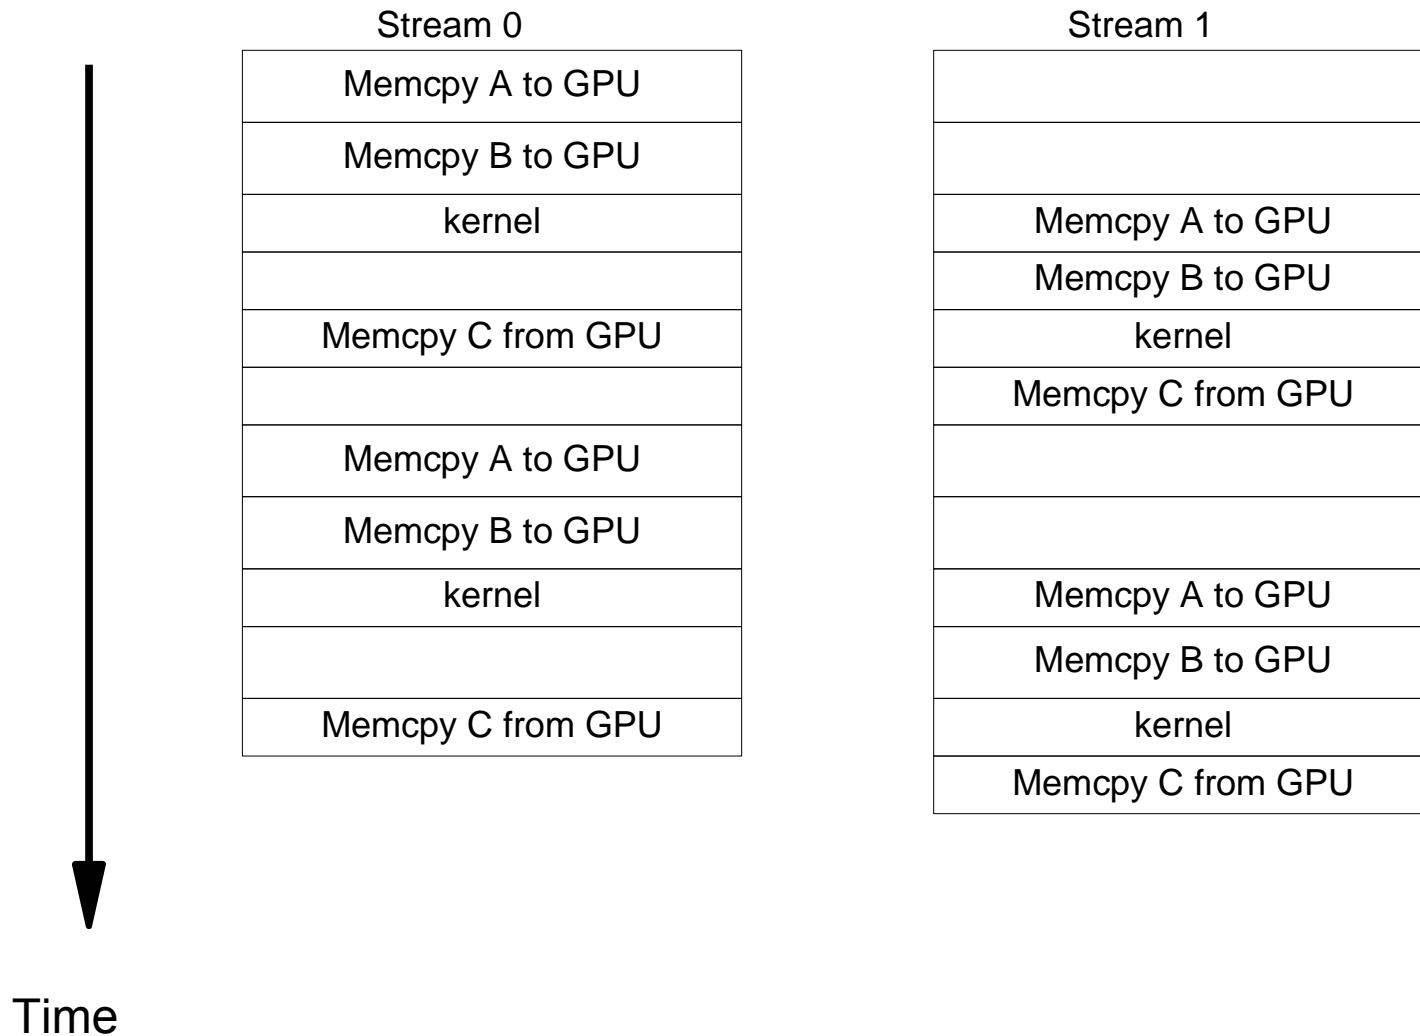 Stream 0
Stream 1
Memcpy A to GPU
Memcpy B to GPU
kernel
Memcpy A to GPU
Memcpy B to GPU
Memcpy C from GPU
kernel
Memcpy C from GPU
Memcpy A to GPU
Memcpy B to GPU
kernel
Memcpy A to GPU
Memcpy B to GPU
Memcpy C from GPU
kernel
Memcpy C from GPU
Time